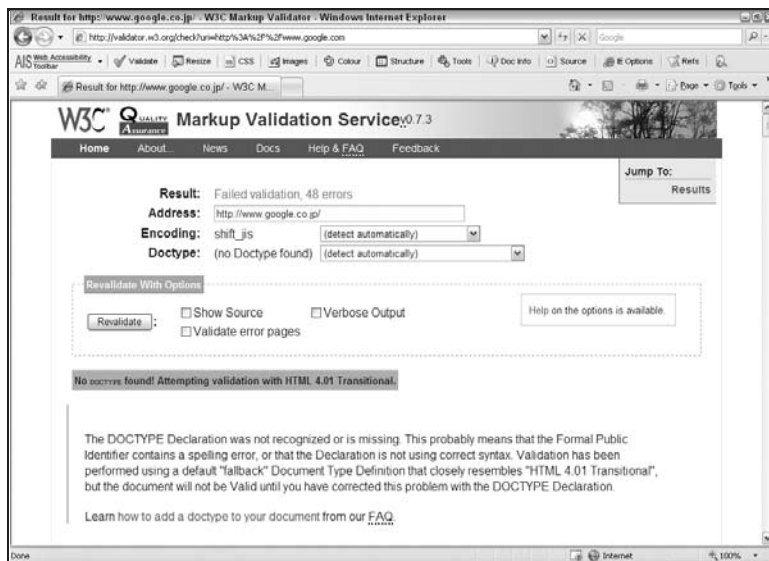 Result for http://www.google.co.jp/ - W3C Markup Validator - Windows Internet Explorer
http://validator.w3.org/check?uri=http%3A%2F%2Fwww.google.com
Google
AIS Web Accessibility Toolbar Validate Resize CSS Images Colour Structure Tools Doc Info Source IE Options Refs
Result for http://www.google.co.jp/ - W3C M... Page Tools
W3C Quality Assurance Markup Validation Service v0.7.3
Home About... News Docs Help & FAQ Feedback
Jump To:
Results
Result: Failed validation, 48 errors
Address: http://www.google.co.jp/
Encoding: shift_jis (detect automatically)
Doctype: (no Doctype found) (detect automatically)
Revalidate With Options
Revalidate : Show Source Verbose Output
Validate error pages
Help on the options is available.
No DOCTYPE found! Attempting validation with HTML 4.01 Transitional.
The DOCTYPE Declaration was not recognized or is missing. This probably means that the Formal Public
Identifier contains a spelling error, or that the Declaration is not using correct syntax. Validation has been
performed using a default "fallback" Document Type Definition that closely resembles "HTML 4.01 Transitional",
but the document will not be Valid until you have corrected this problem with the DOCTYPE Declaration.
Learn how to add a doctype to your document from our FAQ.
Done Internet 100%